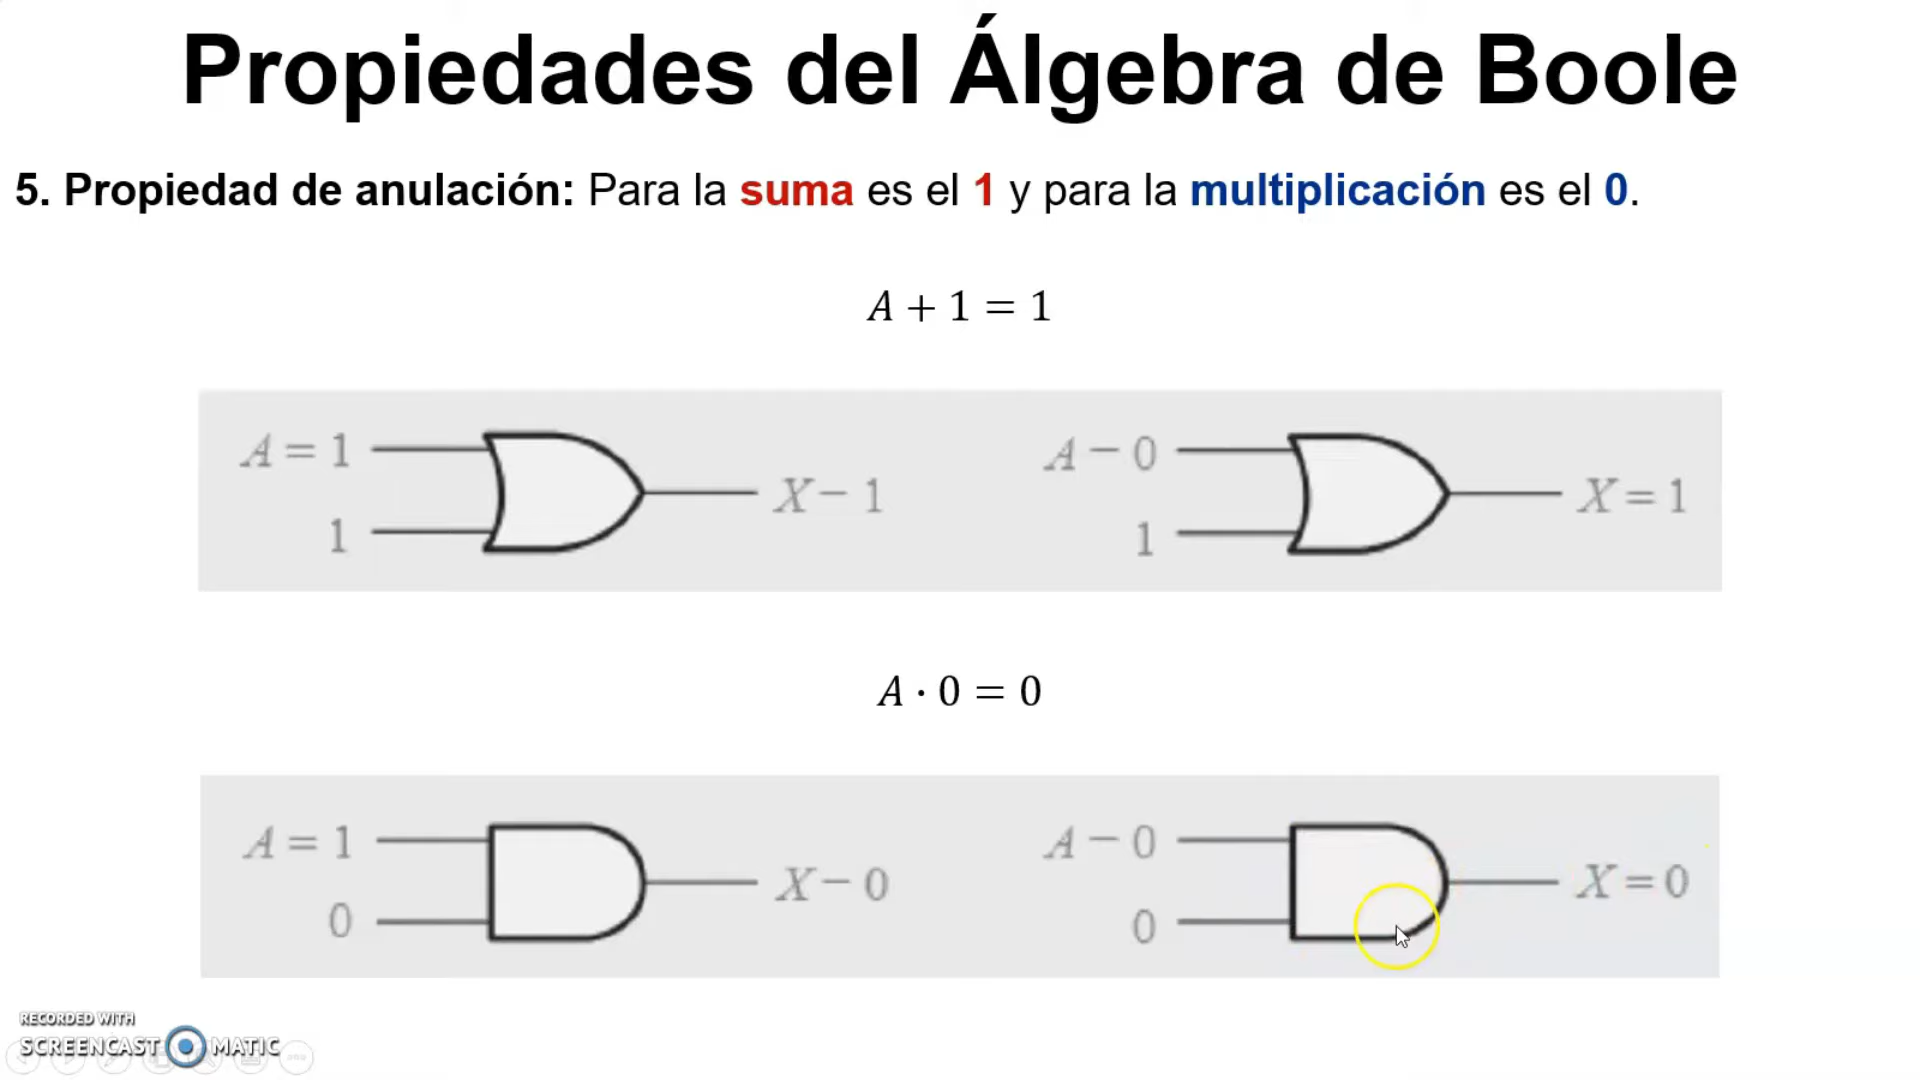 Propiedades del Álgebra de Boole
5. Propiedad de anulación: Para la suma es el 1 y para la multiplicación es el 0.
A + 1 = 1
A = 1
1
X − 1
A − 0
1
X = 1
A · 0 = 0
A = 1
0
X − 0
A − 0
0
X = 0
RECORDED WITH
SCREENCAST MATIC